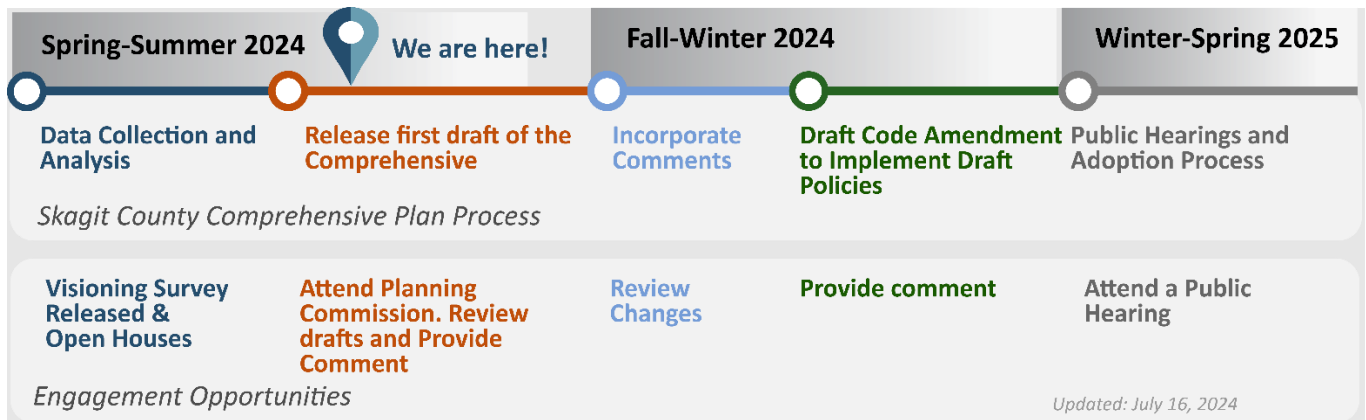 Spring-Summer 2024
We are here!
Fall-Winter 2024
Winter-Spring 2025
Data Collection and
Analysis
Release first draft of the
Comprehensive
Incorporate
Comments
Draft Code Amendment
to Implement Draft
Policies
Public Hearings and
Adoption Process
Skagit County Comprehensive Plan Process
Visioning Survey
Released &
Open Houses
Attend Planning
Commission. Review
drafts and Provide
Comment
Review
Changes
Provide comment
Attend a Public
Hearing
Engagement Opportunities
Updated: July 16, 2024